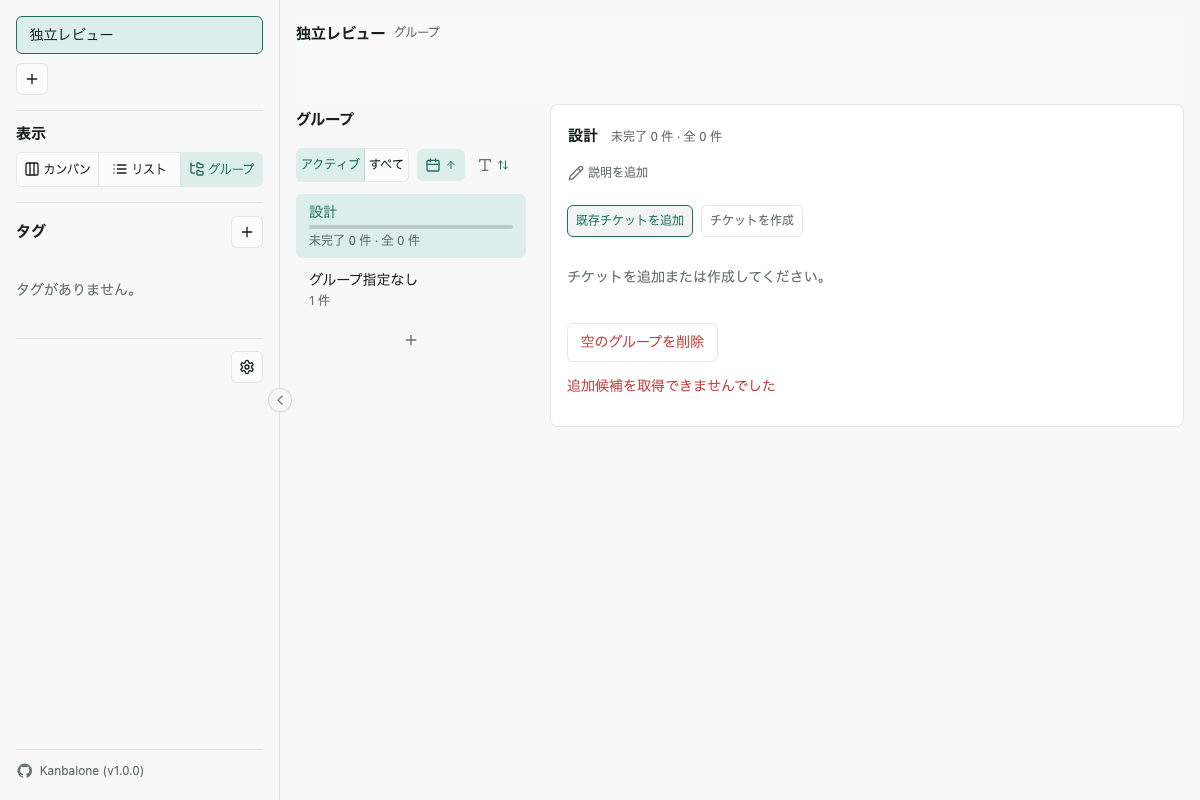 独立レビュー
表示
カンバン
リスト
グループ
タグ
タグがありません。
Kanbalone (v1.0.0)
独立レビュー グループ
グループ
アクティブ すべて
設計
未完了 0 件 · 全 0 件
グループ指定なし
1 件
設計 未完了 0 件 · 全 0 件
説明を追加
既存チケットを追加 チケットを作成
チケットを追加または作成してください。
空のグループを削除
追加候補を取得できませんでした